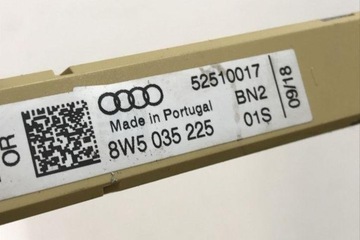 OR
52510017
BN2
09/18
Made in Portugal
01S
8W5 035 225